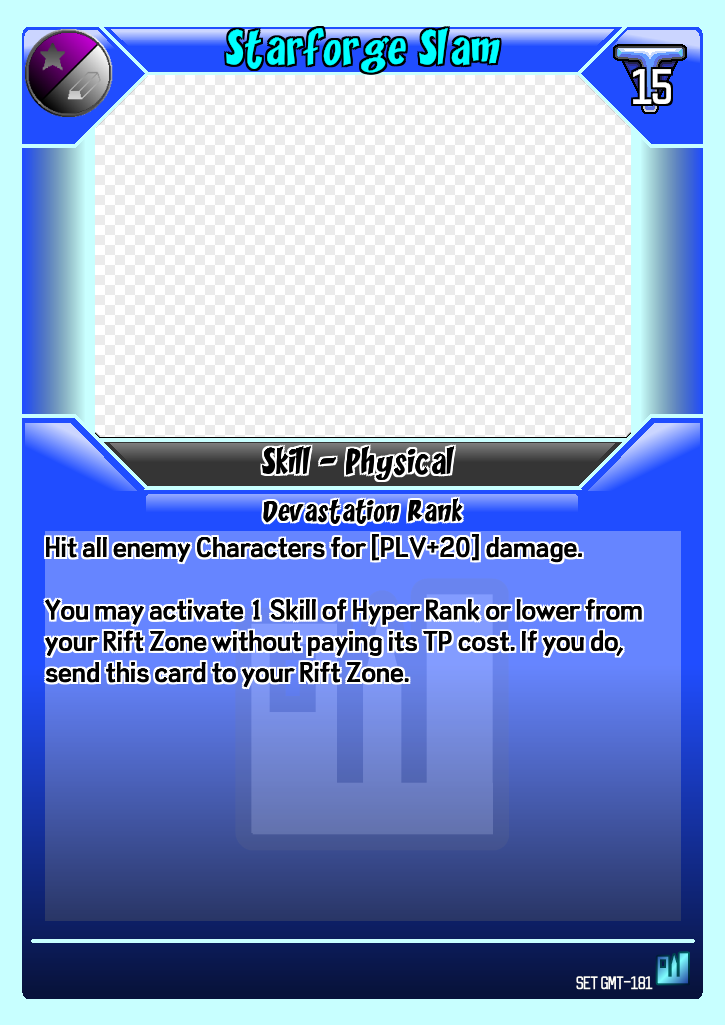 Starforge Slam
15
Skill - Physical
Devastation Rank
Hit all enemy Characters for [PLV+20] damage.
You may activate 1 Skill of Hyper Rank or lower from
your Rift Zone without paying its TP cost. If you do,
send this card to your Rift Zone.
SET GMT-181